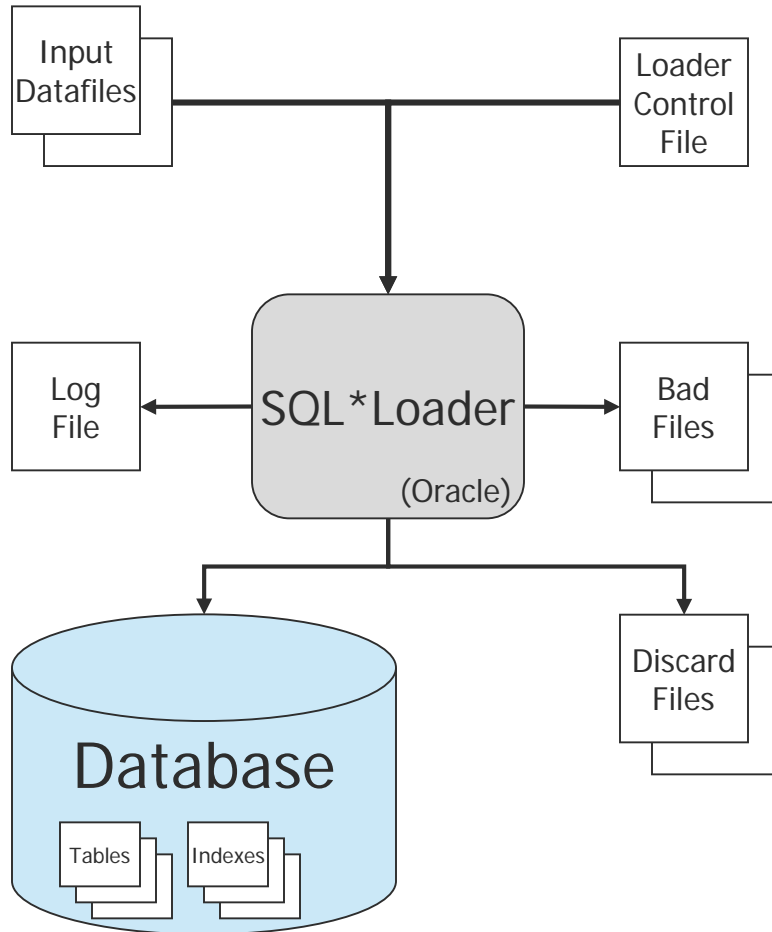 Input
Datafiles
Loader
Control
File
Log
File
SQL*Loader
(Oracle)
Bad
Files
Database
Tables
Indexes
Discard
Files